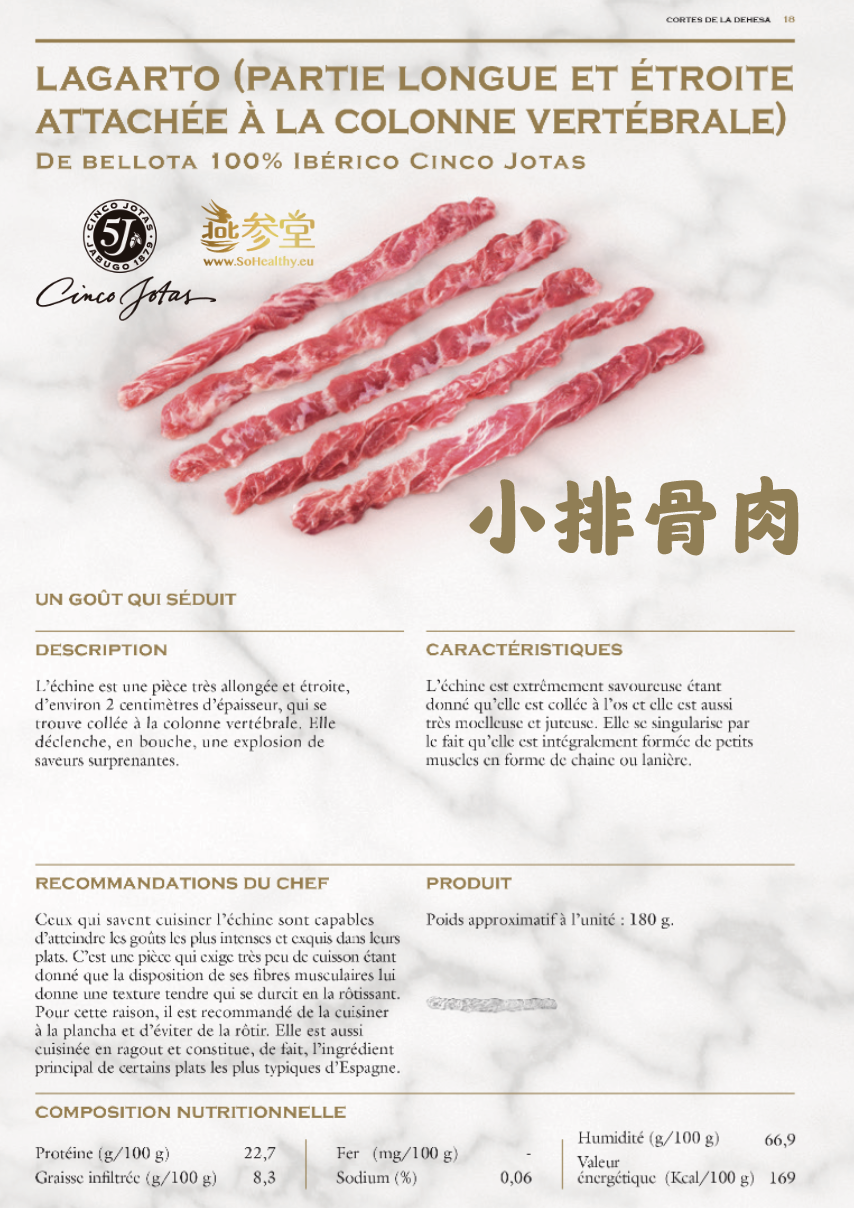 CORTES DE LA DEHESA 18
LAGARTO (PARTIE LONGUE ET ÉTROITE
ATTACHÉE À LA COLONNE VERTÉBRALE)
DE BELLOTA 100% IBÉRICO CINCO JOTAS
CINCO JOTAS
5J
JABUGO 1879
Cinco Jotas
燕参堂
www.SoHealthy.eu
小排骨肉
UN GOÛT QUI SÉDUIT
DESCRIPTION
L'échine est une pièce très allongée et étroite,
d'environ 2 centimètres d'épaisseur, qui se
trouve collée à la colonne vertébrale. Elle
déclenche, en bouche, une explosion de
saveurs surprenantes.
CARACTÉRISTIQUES
L'échine est extrêmement savoureuse étant
donné qu'elle est collée à l'os et elle est aussi
très moelleuse et juteuse. Elle se singularise par
le fait qu'elle est intégralement formée de petits
muscles en forme de chaine ou lanière.
RECOMMANDATIONS DU CHEF
Ceux qui savent cuisiner l'échine sont capables
d'atteindre les goûts les plus intenses et exquis dans leurs
plats. C'est une pièce qui exige très peu de cuisson étant
donné que la disposition de ses fibres musculaires lui
donne une texture tendre qui se durcit en la rôtissant.
Pour cette raison, il est recommandé de la cuisiner
à la plancha et d'éviter de la rôtir. Elle est aussi
cuisinée en ragout et constitue, de fait, l'ingrédient
principal de certains plats les plus typiques d'Espagne.
PRODUIT
Poids approximatif à l'unité : 180 g.
COMPOSITION NUTRITIONNELLE
Protéine (g/100 g) 22,7
Graisse infiltrée (g/100 g) 8,3
Fer (mg/100 g) -
Sodium (%) 0,06
Humidité (g/100 g) 66,9
Valeur
énergétique (Kcal/100 g) 169